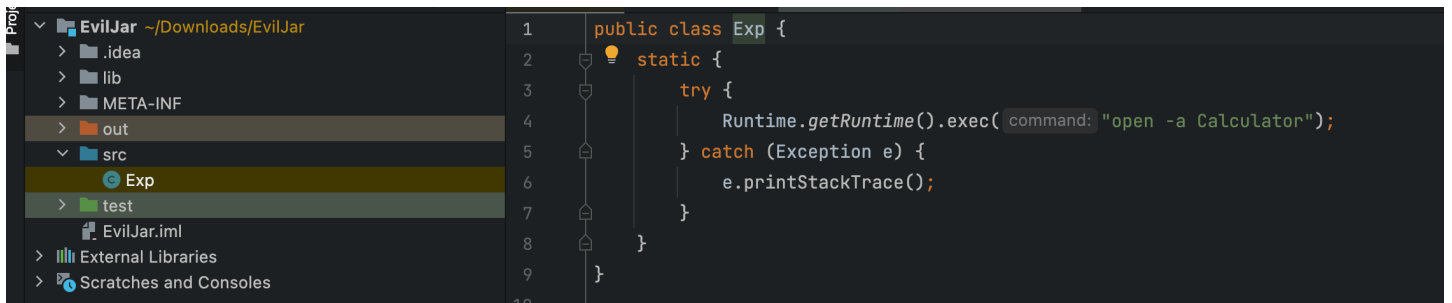 Proje
EvilJar ~/Downloads/EvilJar
.idea
lib
META-INF
out
src
Exp
test
EvilJar.iml
External Libraries
Scratches and Consoles
1 public class Exp {
2 static {
3 try {
4 Runtime.getRuntime().exec( command: "open -a Calculator");
5 } catch (Exception e) {
6 e.printStackTrace();
7 }
8 }
9 }
10